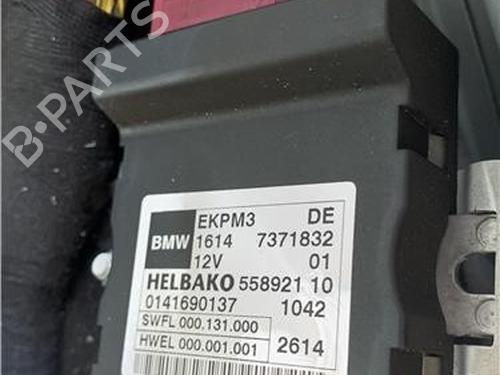 B-PARTS
BMW
EKPM3 DE
1614 7371832
12V 01
HELBAKO 558921 10
0141690137 1042
SWFL 000.131.000
HWEL 000.001.001 2614